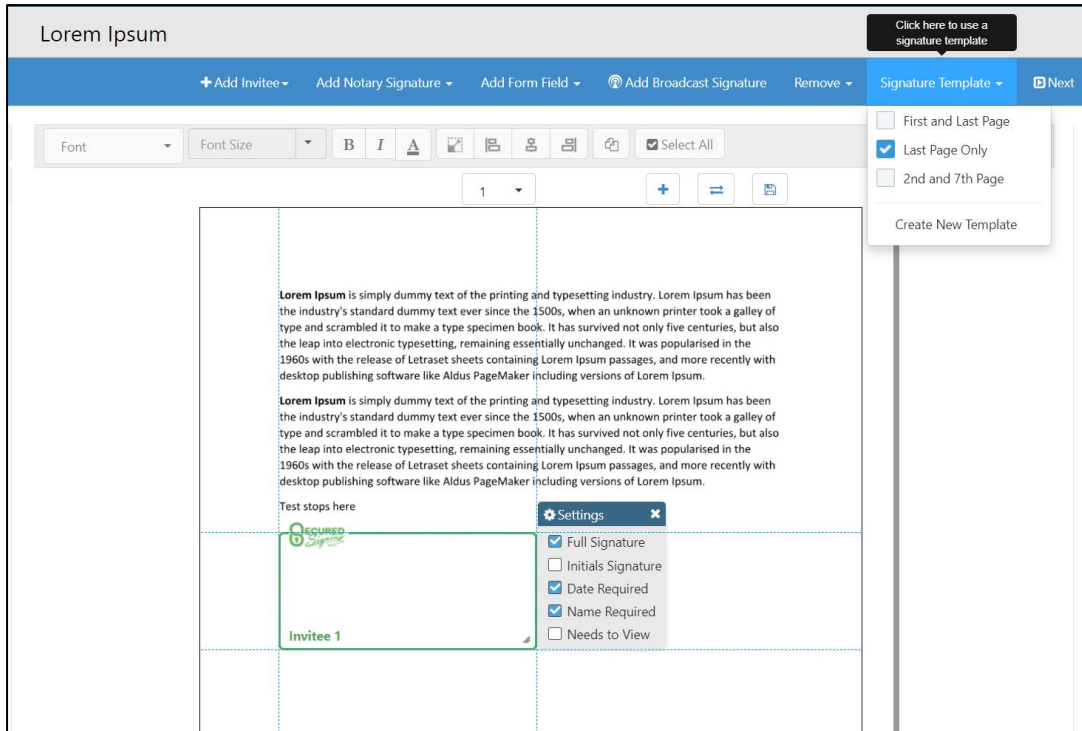 Lorem Ipsum
Click here to use a
signature template
Add Invitee
Add Notary Signature
Add Form Field
Add Broadcast Signature
Remove
Signature Template
Next
First and Last Page
Last Page Only
2nd and 7th Page
Create New Template
Font
Font Size
B
I
A
Select All
1
Lorem Ipsum is simply dummy text of the printing and typesetting industry. Lorem Ipsum has been
the industry's standard dummy text ever since the 1500s, when an unknown printer took a galley of
type and scrambled it to make a type specimen book. It has survived not only five centuries, but also
the leap into electronic typesetting, remaining essentially unchanged. It was popularised in the
1960s with the release of Letraset sheets containing Lorem Ipsum passages, and more recently with
desktop publishing software like Aldus PageMaker including versions of Lorem Ipsum.
Lorem Ipsum is simply dummy text of the printing and typesetting industry. Lorem Ipsum has been
the industry's standard dummy text ever since the 1500s, when an unknown printer took a galley of
type and scrambled it to make a type specimen book. It has survived not only five centuries, but also
the leap into electronic typesetting, remaining essentially unchanged. It was popularised in the
1960s with the release of Letraset sheets containing Lorem Ipsum passages, and more recently with
desktop publishing software like Aldus PageMaker including versions of Lorem Ipsum.
Test stops here
SECURED
Signing
Invitee 1
Settings
Full Signature
Initials Signature
Date Required
Name Required
Needs to View